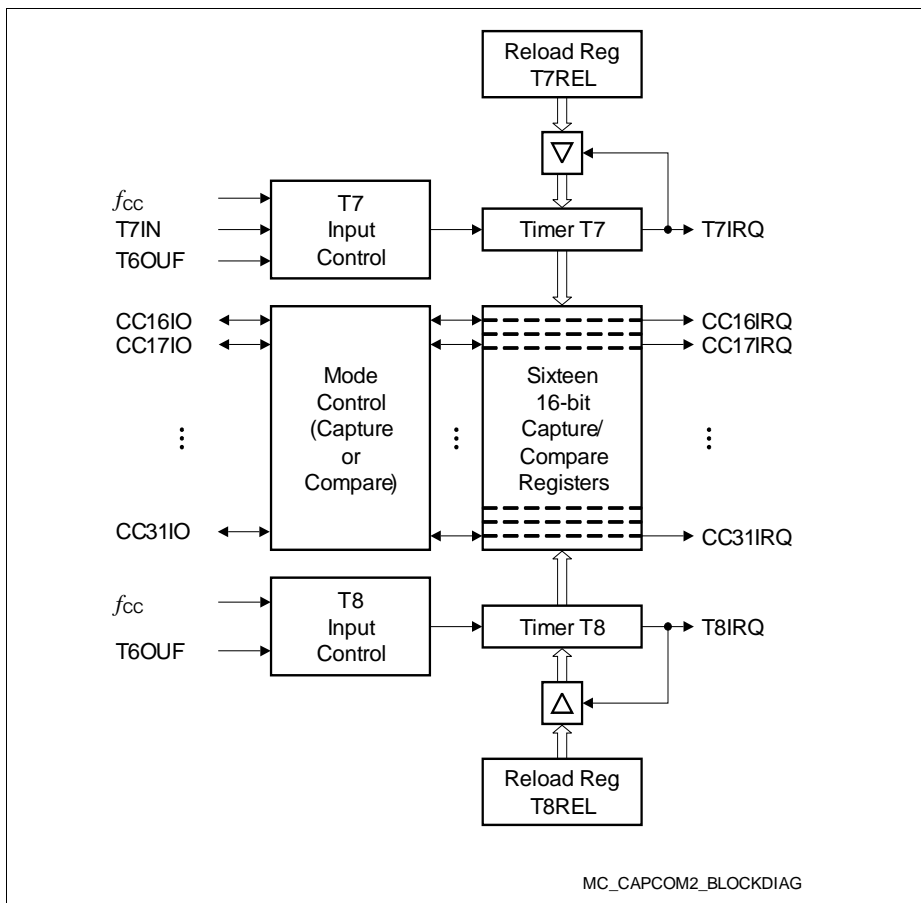 Reload Reg.
T7REL
fCC
T7IN
T6OUF
T7
Input
Control
Timer T7
T7IRQ
CC16IO
CC17IO
CC31IO
Mode
Control
(Capture
or
Compare)
Sixteen
16-bit
Capture/
Compare
Registers
CC16IRQ
CC17IRQ
CC31IRQ
fCC
T6OUF
T8
Input
Control
Timer T8
T8IRQ
Reload Reg.
T8REL
MC_CAPCOM2_BLOCKDIAG